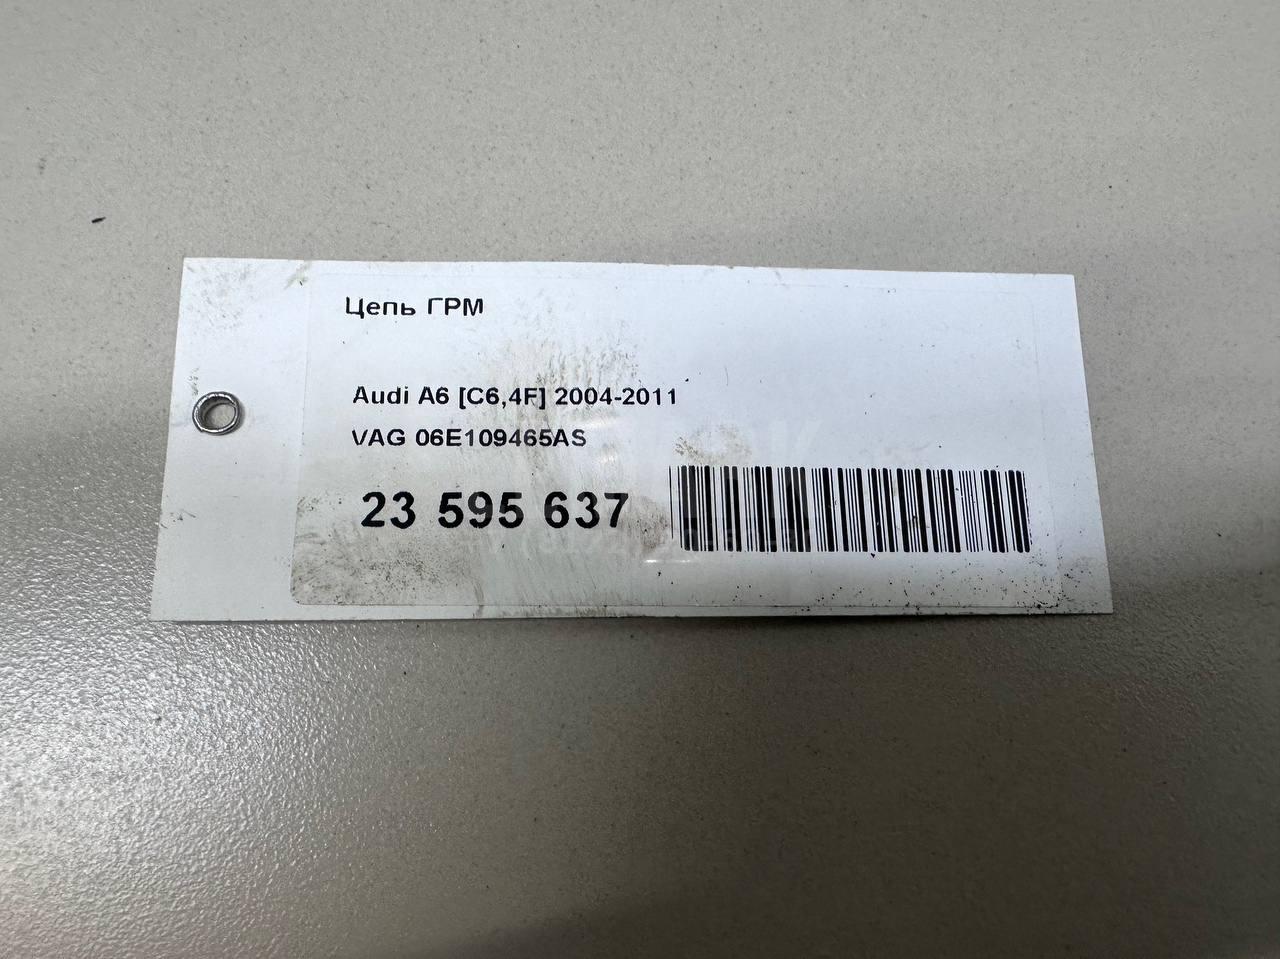 Цепь ГРМ
Audi A6 [C6,4F] 2004-2011
VAG 06E109465AS
23 595 637